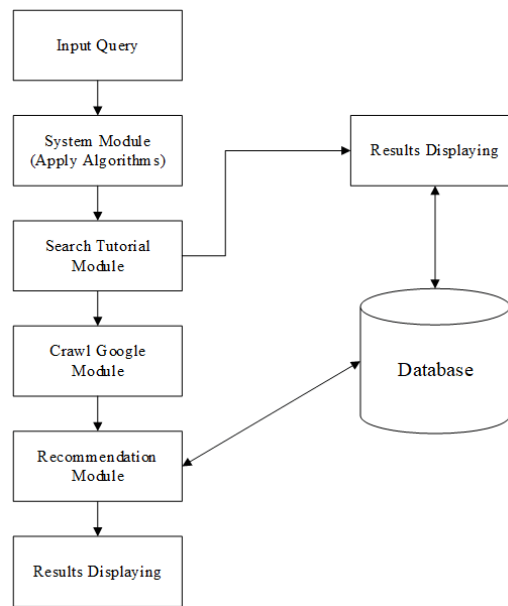 Input Query
System Module
(Apply Algorithms)
Results Displaying
Search Tutorial
Module
Crawl Google
Module
Database
Recommendation
Module
Results Displaying